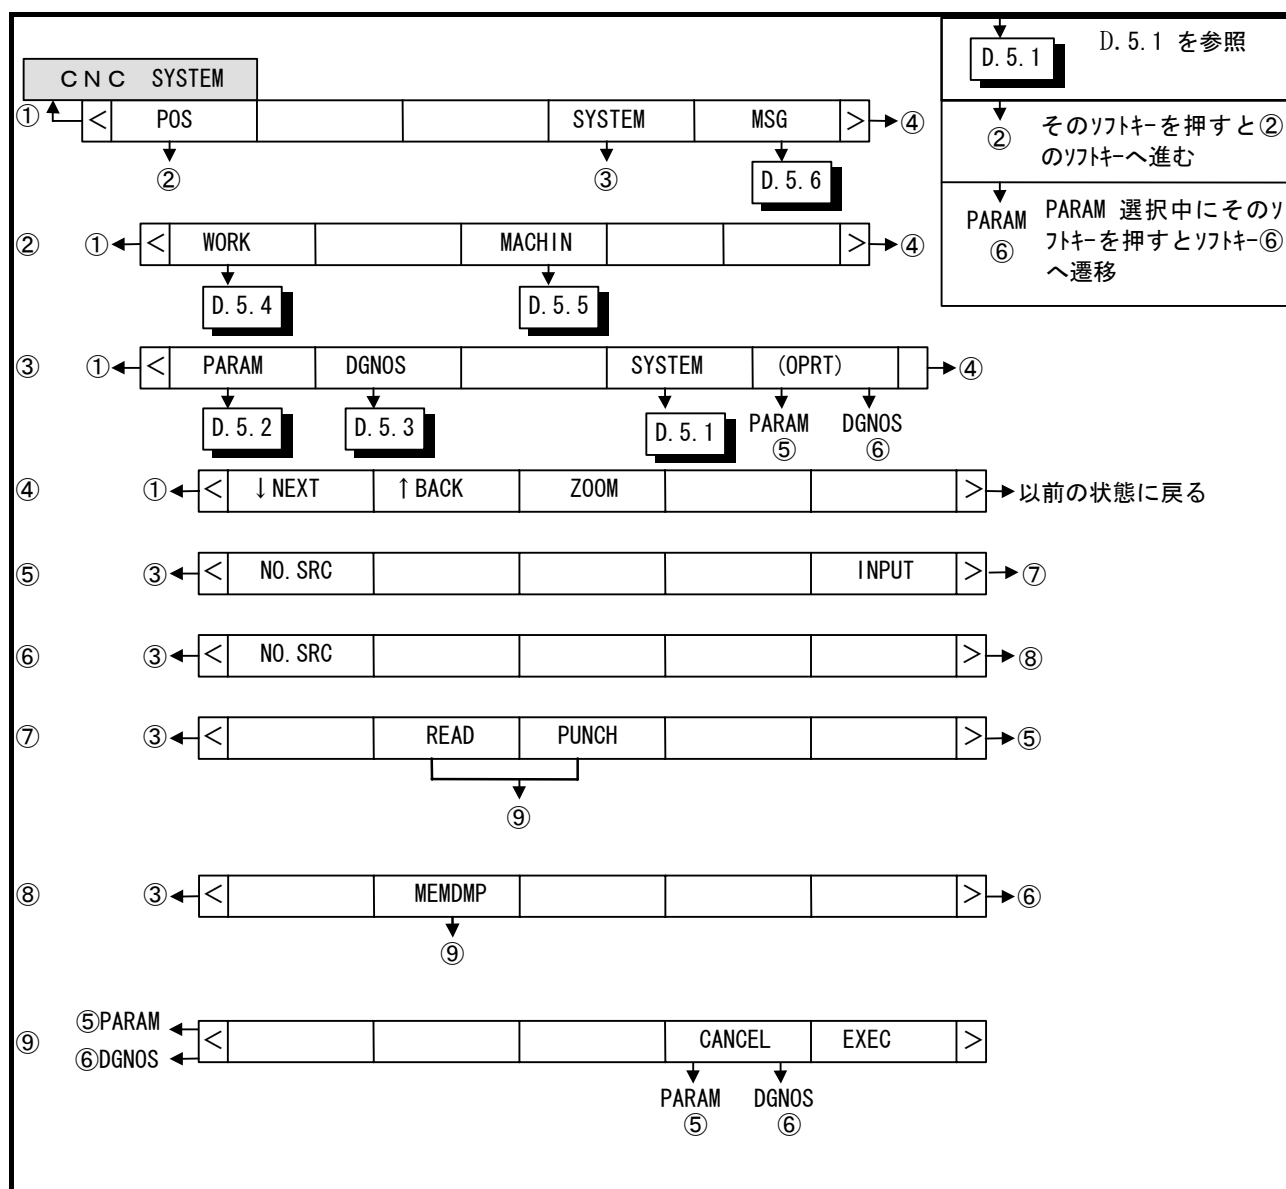 D.5.1 D.5.1 を参照
CNC SYSTEM
① < POS SYSTEM MSG > ④
② ③ D.5.6
② そのソフトキーを押すと②
のソフトキーへ進む
PARAM ⑥ PARAM 選択中にそのソ
フトキーを押すとソフトキー⑥
へ遷移
② ① < WORK MACHIN > ④
D.5.4 D.5.5
③ ① < PARAM DGNOS SYSTEM (OPRT) ④
D.5.2 D.5.3 D.5.1 PARAM DGNOS
⑤ ⑥
④ ① < ↓NEXT ↑BACK ZOOM > 以前の状態に戻る
⑤ ③ < NO.SRC INPUT > ⑦
⑥ ③ < NO.SRC > ⑧
⑦ ③ < READ PUNCH > ⑤
⑨
⑧ ③ < MEMDMP > ⑥
⑨
⑤PARAM
⑨ < CANCEL EXEC >
⑥DGNOS
PARAM DGNOS
⑤ ⑥